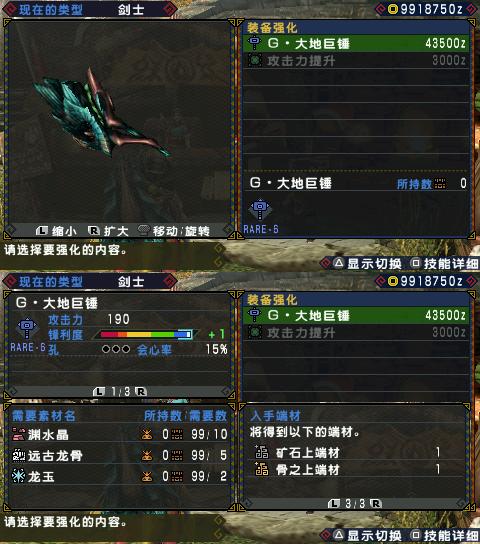 现在的类型 剑士 9918750z
装备强化
G・大地巨锤 43500z
攻击力提升 3000z
G・大地巨锤 所持数 0
RARE-6
L 缩小 R 扩大 移动/旋转
请选择要强化的内容。
△显示切换 □技能详细
现在的类型 剑士 9918750z
G・大地巨锤
攻击力 190
锋利度 +1
RARE-6 孔 ○○○ 会心率 15%
L 1/3 R
装备强化
G・大地巨锤 43500z
攻击力提升 3000z
需要素材名 所持数/需要数
渊水晶 0 99/10
远古龙骨 0 99/ 5
龙玉 0 99/ 2
入手端材
将得到以下的端材。
矿石上端材 1
骨之上端材 1
L 3/3 R
请选择要强化的内容。
△显示切换 □技能详细